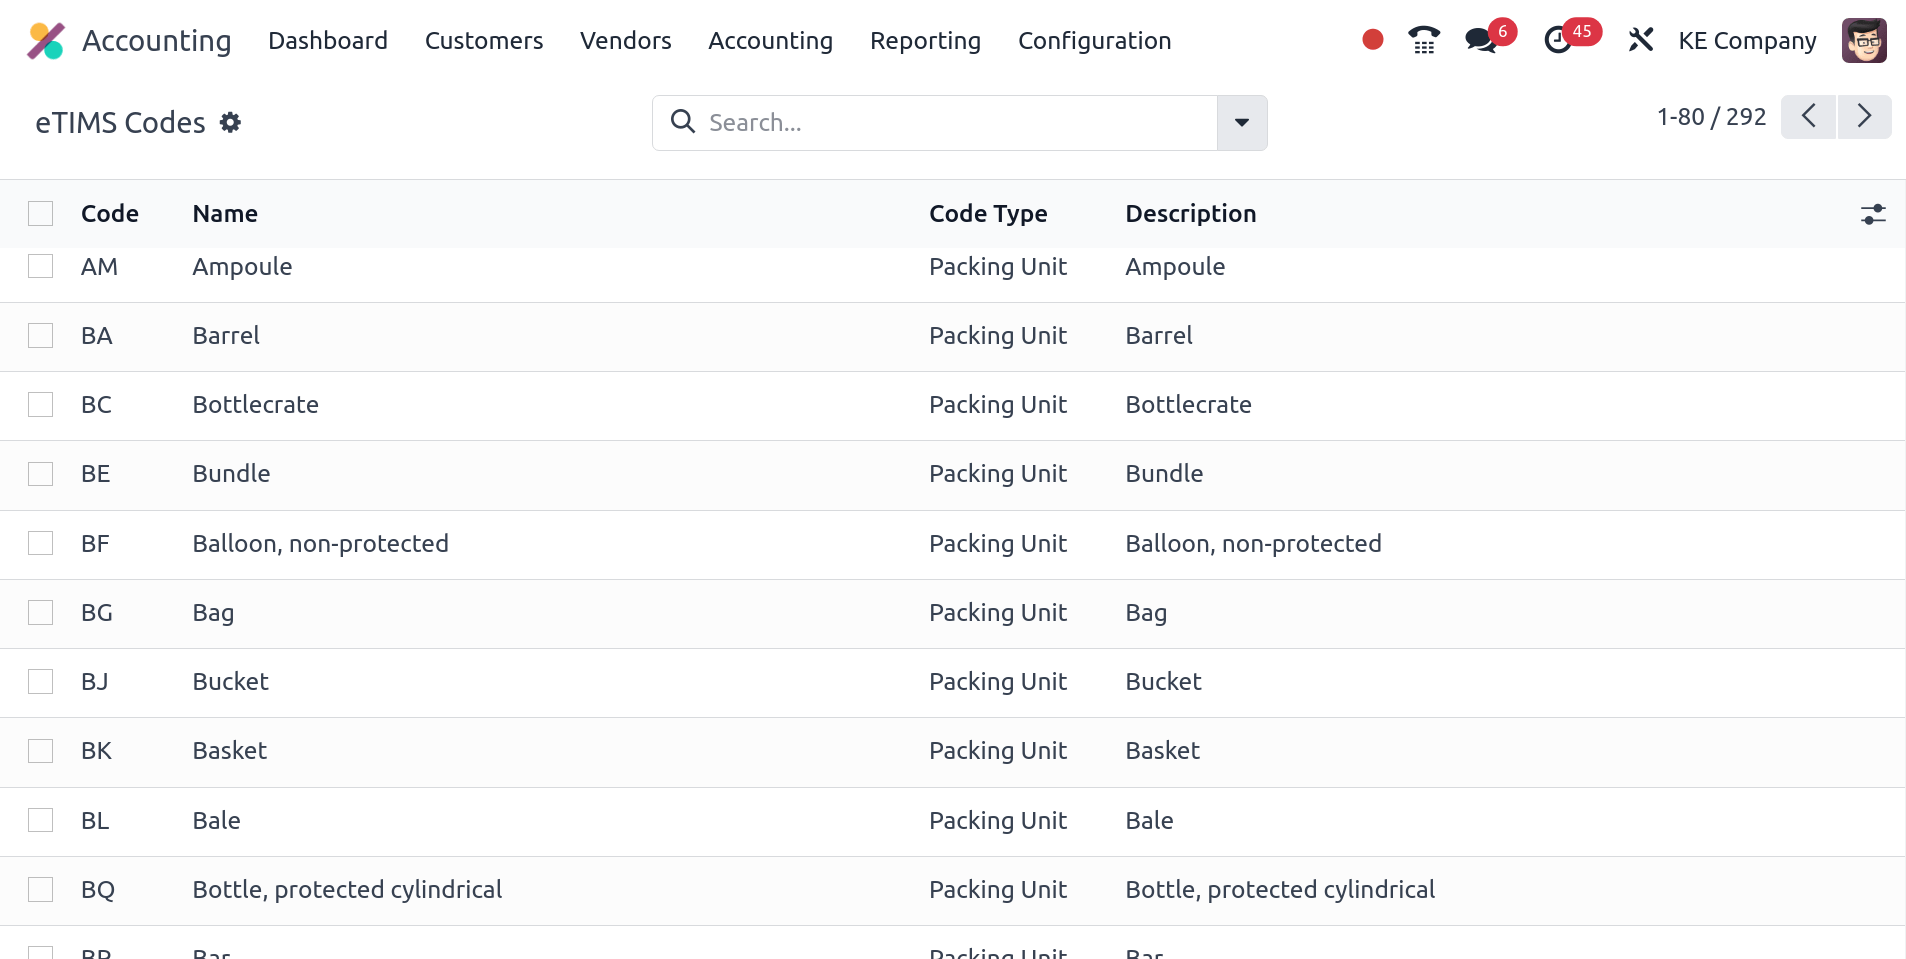 Accounting Dashboard Customers Vendors Accounting Reporting Configuration 6 45 KE Company
eTIMS Codes Search... 1-80 / 292
Code Name Code Type Description
AM Ampoule Packing Unit Ampoule
BA Barrel Packing Unit Barrel
BC Bottlecrate Packing Unit Bottlecrate
BE Bundle Packing Unit Bundle
BF Balloon, non-protected Packing Unit Balloon, non-protected
BG Bag Packing Unit Bag
BJ Bucket Packing Unit Bucket
BK Basket Packing Unit Basket
BL Bale Packing Unit Bale
BQ Bottle, protected cylindrical Packing Unit Bottle, protected cylindrical
Bar Packing Unit Bar